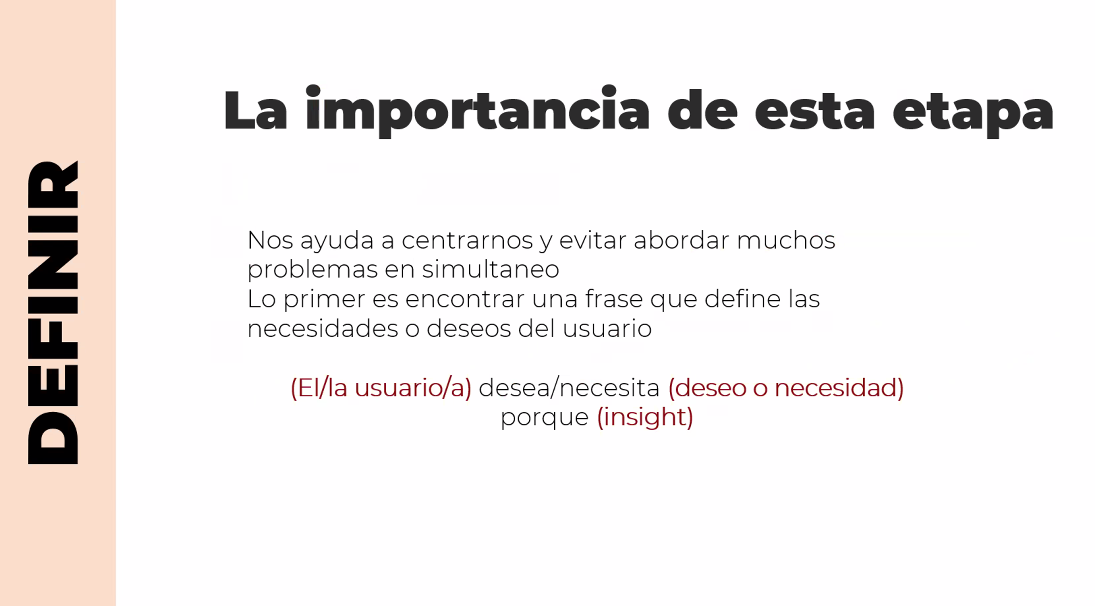 DEFINIR
La importancia de esta etapa
Nos ayuda a centrarnos y evitar abordar muchos
problemas en simultaneo
Lo primer es encontrar una frase que define las
necesidades o deseos del usuario
(El/la usuario/a) desea/necesita (deseo o necesidad)
porque (insight)